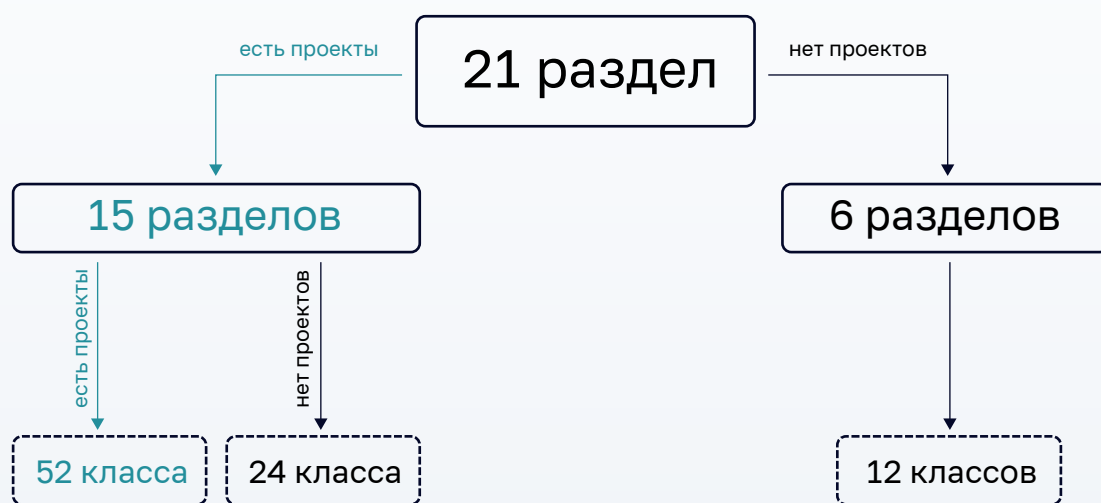 есть проекты
21 раздел
нет проектов
15 разделов
6 разделов
есть проекты
нет проектов
52 класса
24 класса
12 классов